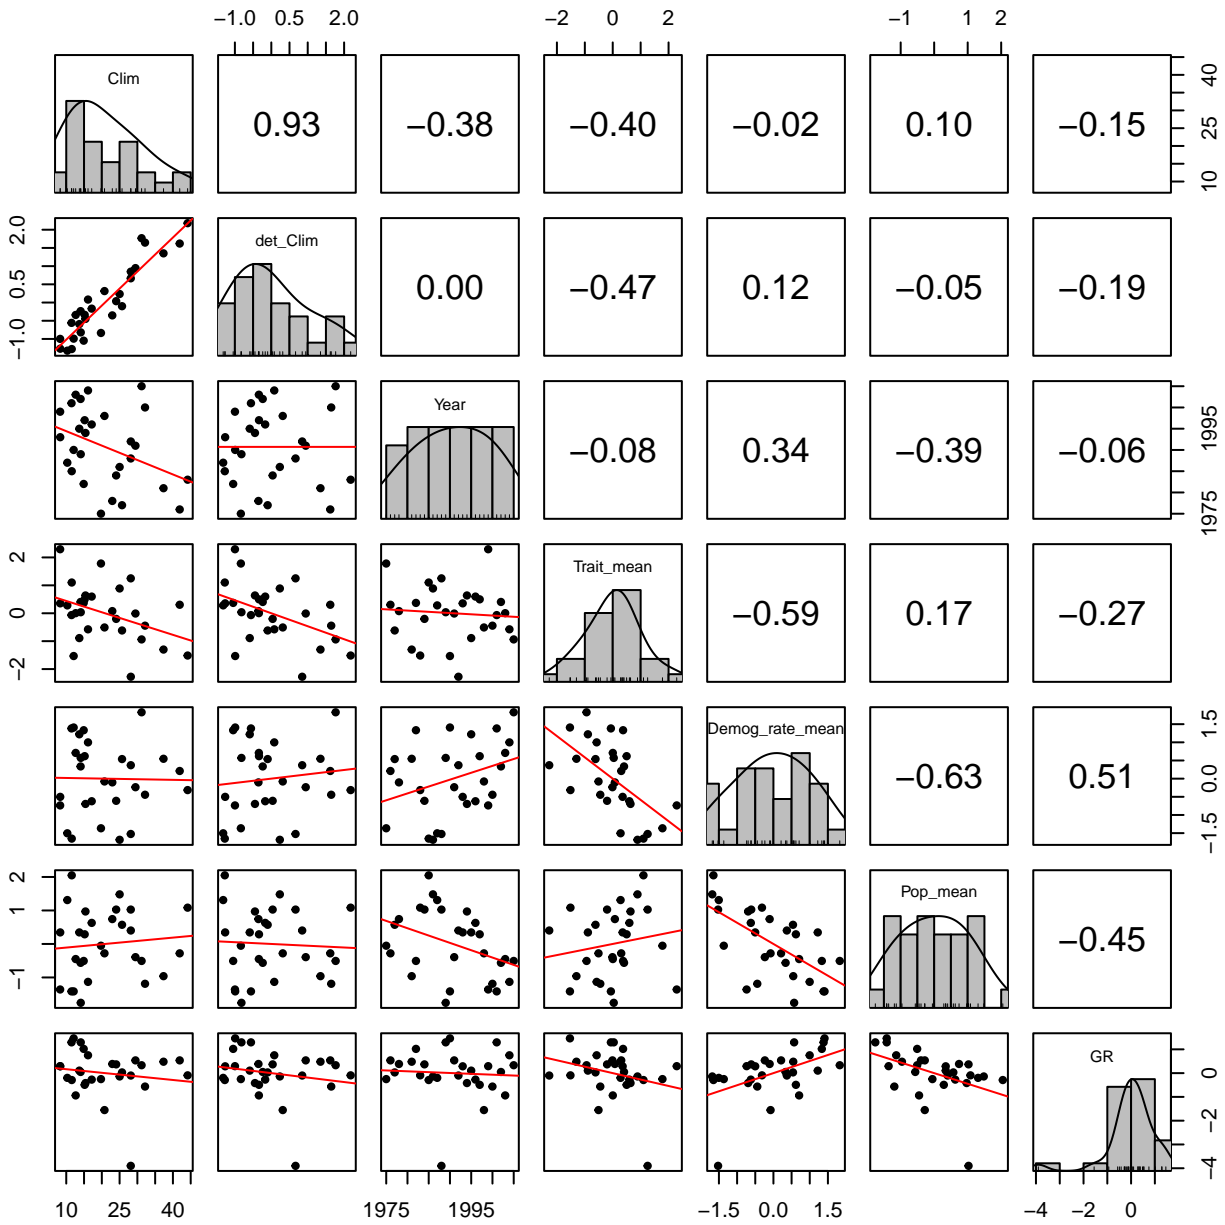 −1.0 0.5 2.0 −2 0 2 −1 1 2
Clim 0.93 −0.38 −0.40 −0.02 0.10 −0.15 10 25 40
−1.0 0.5 2.0 det_Clim 0.00 −0.47 0.12 −0.05 −0.19
Year −0.08 0.34 −0.39 −0.06 1975 1995
−2 0 2 Trait_mean −0.59 0.17 −0.27
Demog_rate_mean −0.63 0.51 −1.5 0.0 1.5
−1 1 2 Pop_mean −0.45
GR −4 −2 0
10 25 40 1975 1995 −1.5 0.0 1.5 −4 −2 0